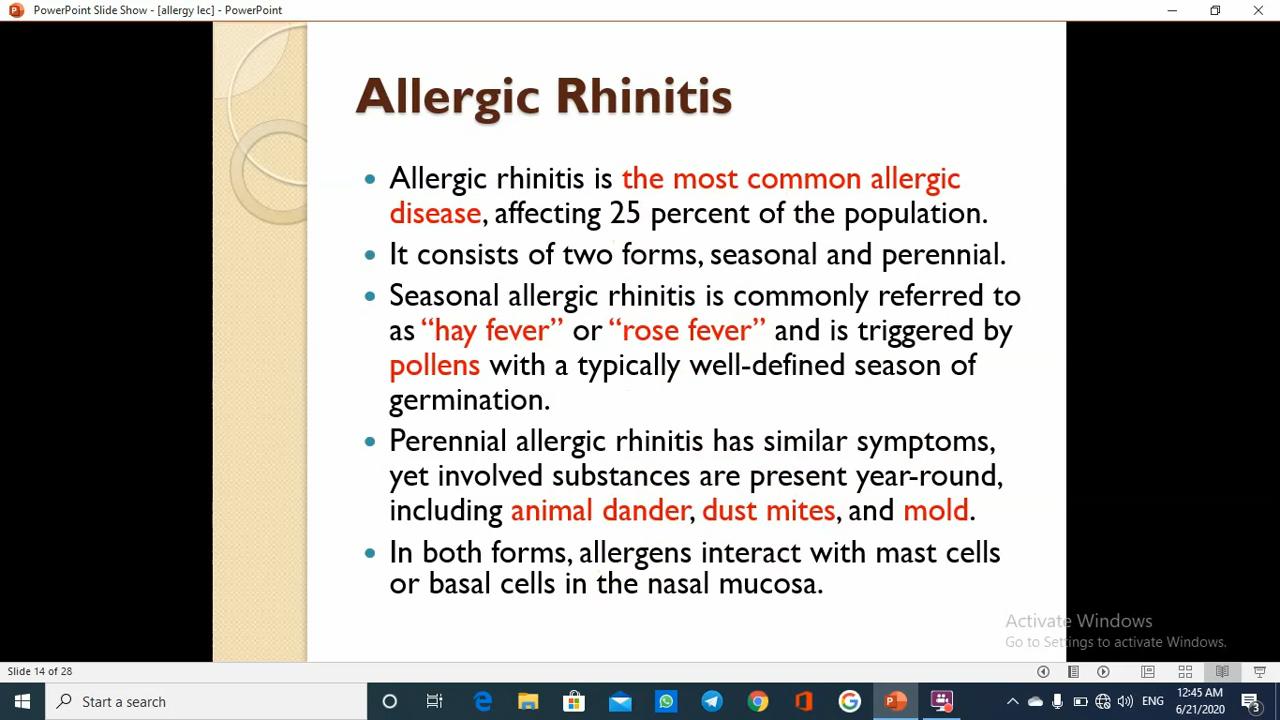 PowerPoint Slide Show - [allergy lec] - PowerPoint
Allergic Rhinitis
• Allergic rhinitis is the most common allergic
disease, affecting 25 percent of the population.
• It consists of two forms, seasonal and perennial.
• Seasonal allergic rhinitis is commonly referred to
as “hay fever” or “rose fever” and is triggered by
pollens with a typically well-defined season of
germination.
• Perennial allergic rhinitis has similar symptoms,
yet involved substances are present year-round,
including animal dander, dust mites, and mold.
• In both forms, allergens interact with mast cells
or basal cells in the nasal mucosa.
Activate Windows
Go to Settings to activate Windows.
Slide 14 of 28
Start a search
ENG
12:45 AM
6/21/2020
3